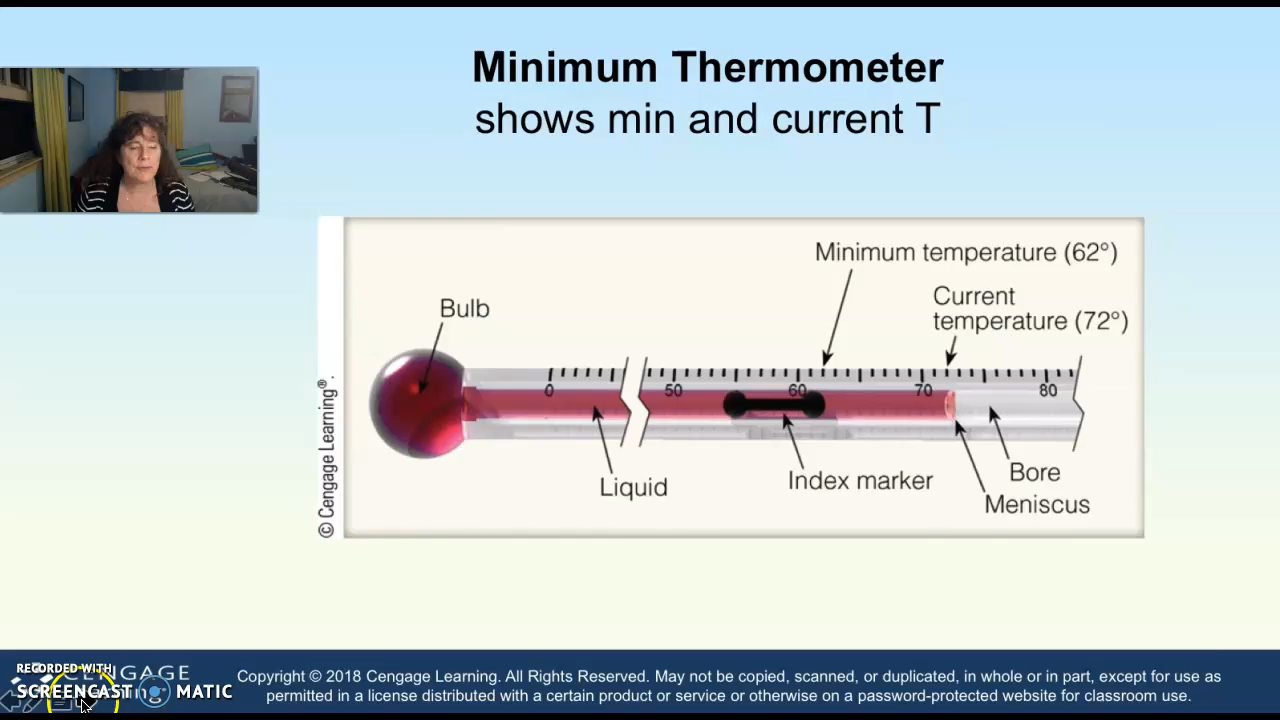 Minimum Thermometer
shows min and current T
Minimum temperature (62°)
Current
temperature (72°)
Bulb
0
50
60
70
80
Liquid
Index marker
Bore
Meniscus
© Cengage Learning®.
RECORDED WITH
CENGAGE
SCREENCAST MATIC
Copyright © 2018 Cengage Learning. All Rights Reserved. May not be copied, scanned, or duplicated, in whole or in part, except for use as
permitted in a license distributed with a certain product or service or otherwise on a password-protected website for classroom use.